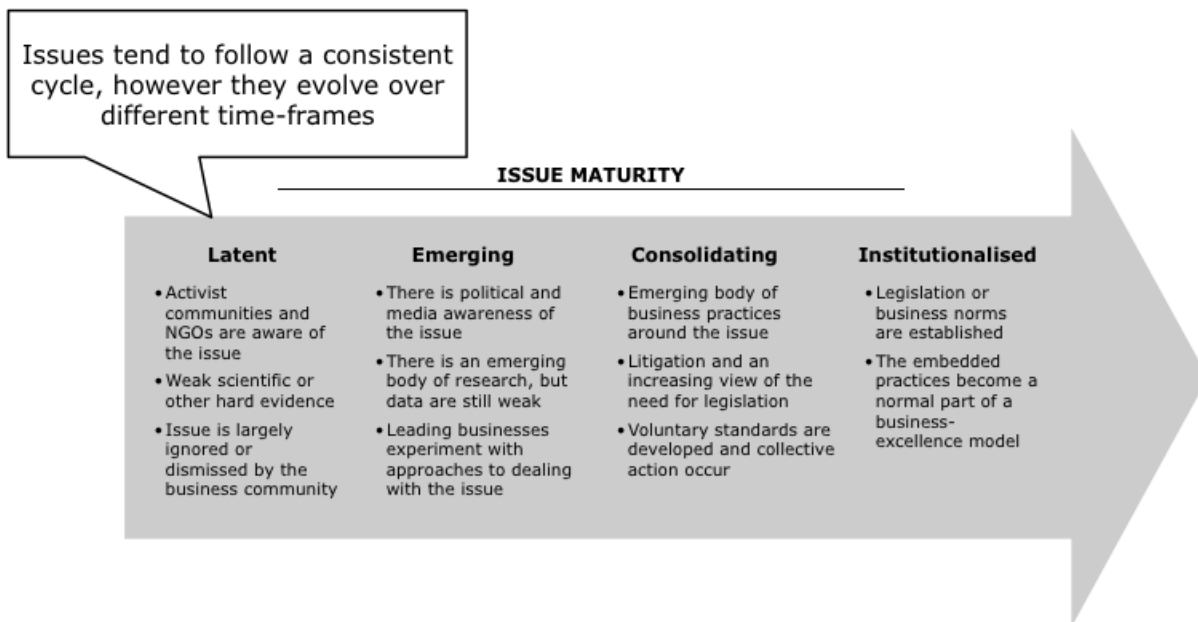 Issues tend to follow a consistent
cycle, however they evolve over
different time-frames
ISSUE MATURITY
Latent
• Activist
communities and
NGOs are aware of
the issue
• Weak scientific or
other hard evidence
• Issue is largely
ignored or
dismissed by the
business community
Emerging
• There is political and
media awareness of
the issue
• There is an emerging
body of research, but
data are still weak
• Leading businesses
experiment with
approaches to dealing
with the issue
Consolidating
• Emerging body of
business practices
around the issue
• Litigation and an
increasing view of the
need for legislation
• Voluntary standards are
developed and collective
action occur
Institutionalised
• Legislation or
business norms
are established
• The embedded
practices become a
normal part of a
business-
excellence model